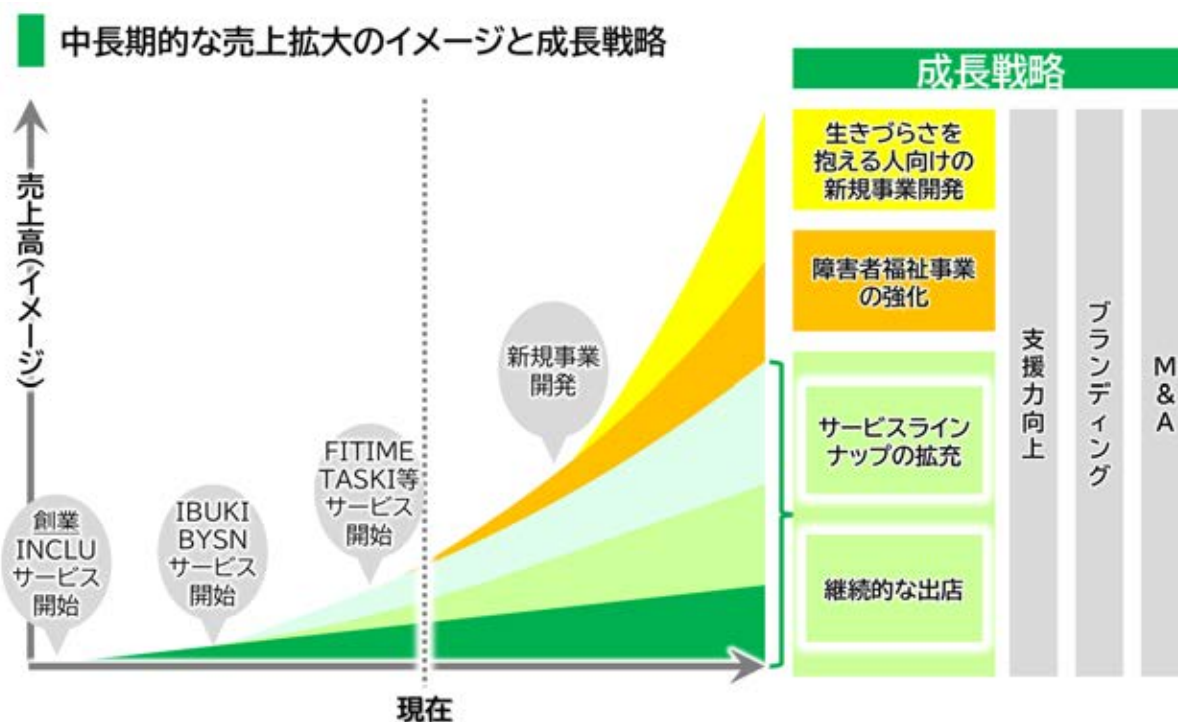 中長期的な売上拡大のイメージと成長戦略
売上高(イメージ)
創業
INCLU
サービス
開始
IBUKI
BYSN
サービス
開始
FITIME
TASKI等
サービス
開始
新規事業
開発
現在
成長戦略
生きづらさを
抱える人向けの
新規事業開発
障害者福祉事業
の強化
サービスライン
ナップの拡充
継続的な出店
支援力向上
ブランディング
M&A